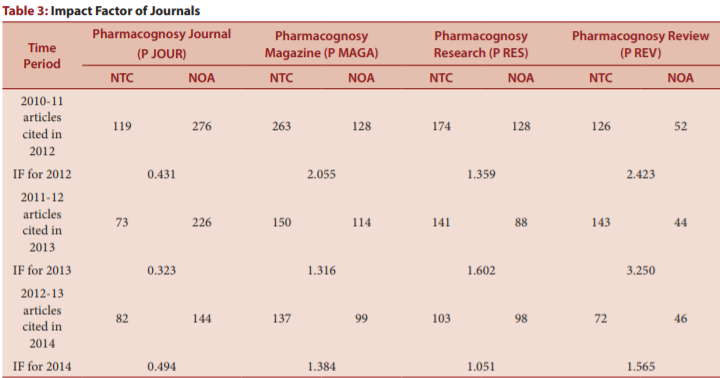 Table 3: Impact Factor of Journals
Time Period Pharmacognosy Journal (P JOUR) Pharmacognosy Magazine (P MAGA) Pharmacognosy Research (P RES) Pharmacognosy Review (P REV)
NTC NOA NTC NOA NTC NOA NTC NOA
2010-11 articles cited in 2012 119 276 263 128 174 128 126 52
IF for 2012 0.431 2.055 1.359 2.423
2011-12 articles cited in 2013 73 226 150 114 141 88 143 44
IF for 2013 0.323 1.316 1.602 3.250
2012-13 articles cited in 2014 82 144 137 99 103 98 72 46
IF for 2014 0.494 1.384 1.051 1.565